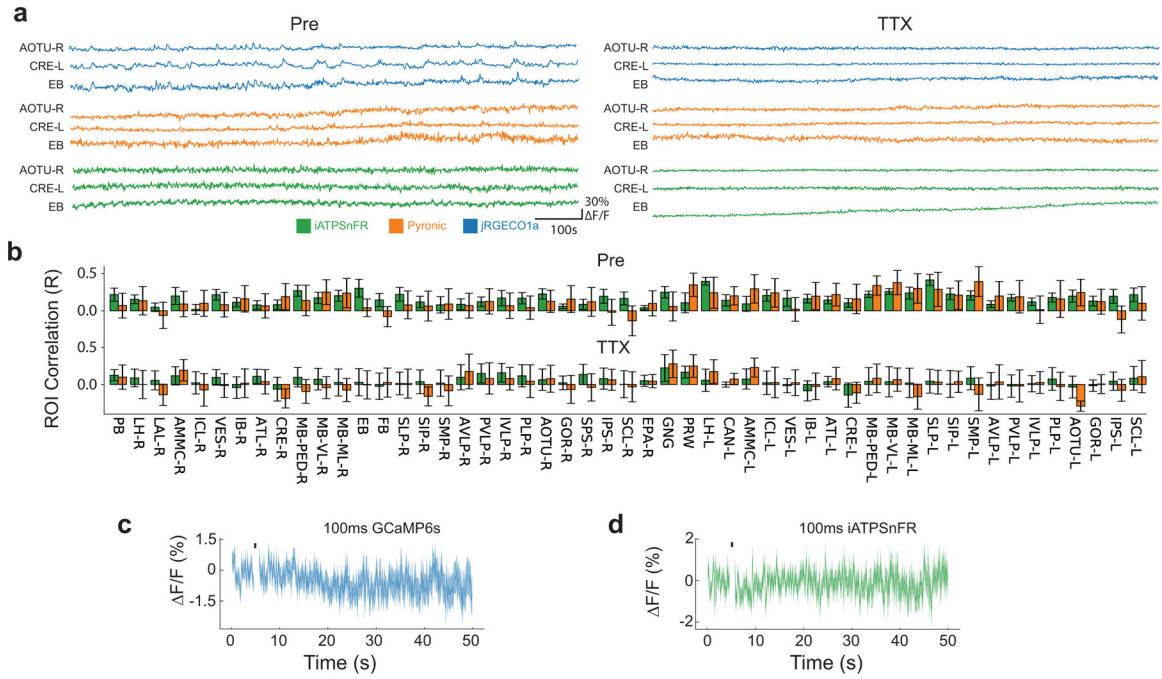 a
Pre
TTX
AOTU-R
CRE-L
EB
AOTU-R
CRE-L
EB
AOTU-R
CRE-L
EB
AOTU-R
CRE-L
EB
AOTU-R
CRE-L
EB
AOTU-R
CRE-L
EB
iATPSnFR Pyronic jRGECO1a
30%
ΔF/F
100s
b
ROI Correlation (R)
Pre
0.5
0.0
TTX
0.5
0.0
PB LH-R LAL-R AMMC-R ICL-R VES-R IB-R ATL-R CRE-R MB-PED-R MB-VL-R MB-ML-R EB FB SLP-R SIP-R SMP-R AVLP-R PVLP-R IVLP-R PLP-R AOTU-R GOR-R SPS-R IPS-R SCL-R EPA-R GNG PRW LH-L CAN-L AMMC-L ICL-L VES-L IB-L ATL-L CRE-L MB-PED-L MB-VL-L MB-ML-L SLP-L SIP-L SMP-L AVLP-L PVLP-L IVLP-L PLP-L AOTU-L GOR-L IPS-L SCL-L
c
100ms GCaMP6s
ΔF/F (%)
1.5
0
-1.5
0 10 20 30 40 50
Time (s)
d
100ms iATPSnFR
ΔF/F (%)
2
0
-2
0 10 20 30 40 50
Time (s)